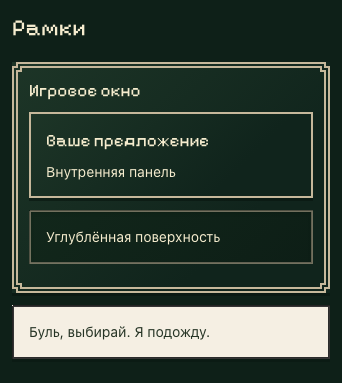 Рамки
Игровое окно
Ваше предложение
Внутренняя панель
Углублённая поверхность
Буль, выбирай. Я подожду.